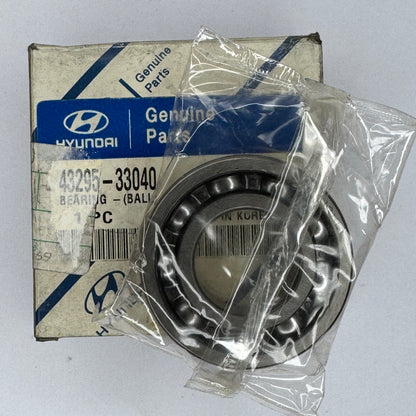 Genuine
Parts
HYUNDAI
Genuine
Parts
43295-33040
BEARING - (BALL
1 PC
IN KORE